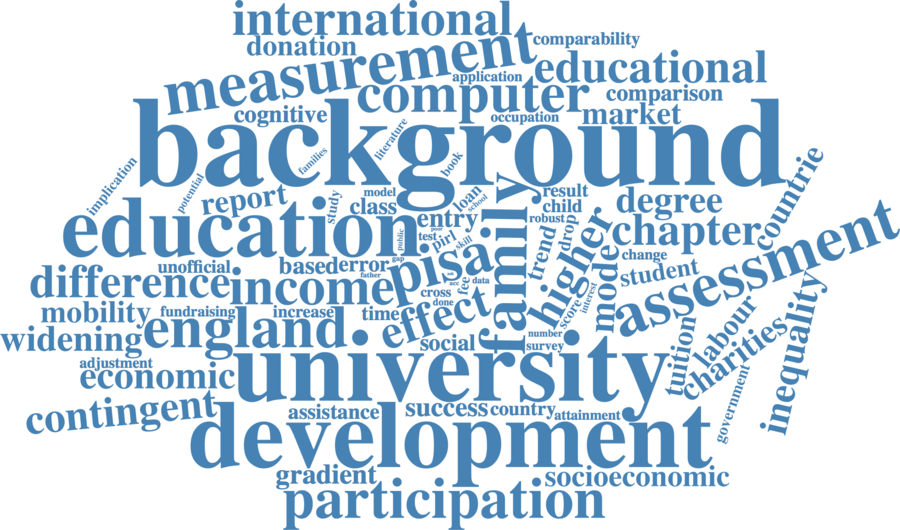 international
donation
comparability
measurement
application
educational
computer
comparison
cognitive
occupation
market
background
literature
families
book
implication
potential
countrie
report
study
model
class
loan
school
result
child
degree
education
entry
robust
family
drop
trend
higher
chapter
public
test
poor
pirl
skill
assessment
unofficial
based
error
gap
father
pisa
change
student
difference
income
acc
fee
data
cross
done
mode
score
interest
mobility
fundraising
increase
time
effect
inequality
labour
widening
england
social
number
survey
tuition
charities
adjustment
economic
university
government
contingent
assistance
success
country
attainment
development
gradient
socioeconomic
participation